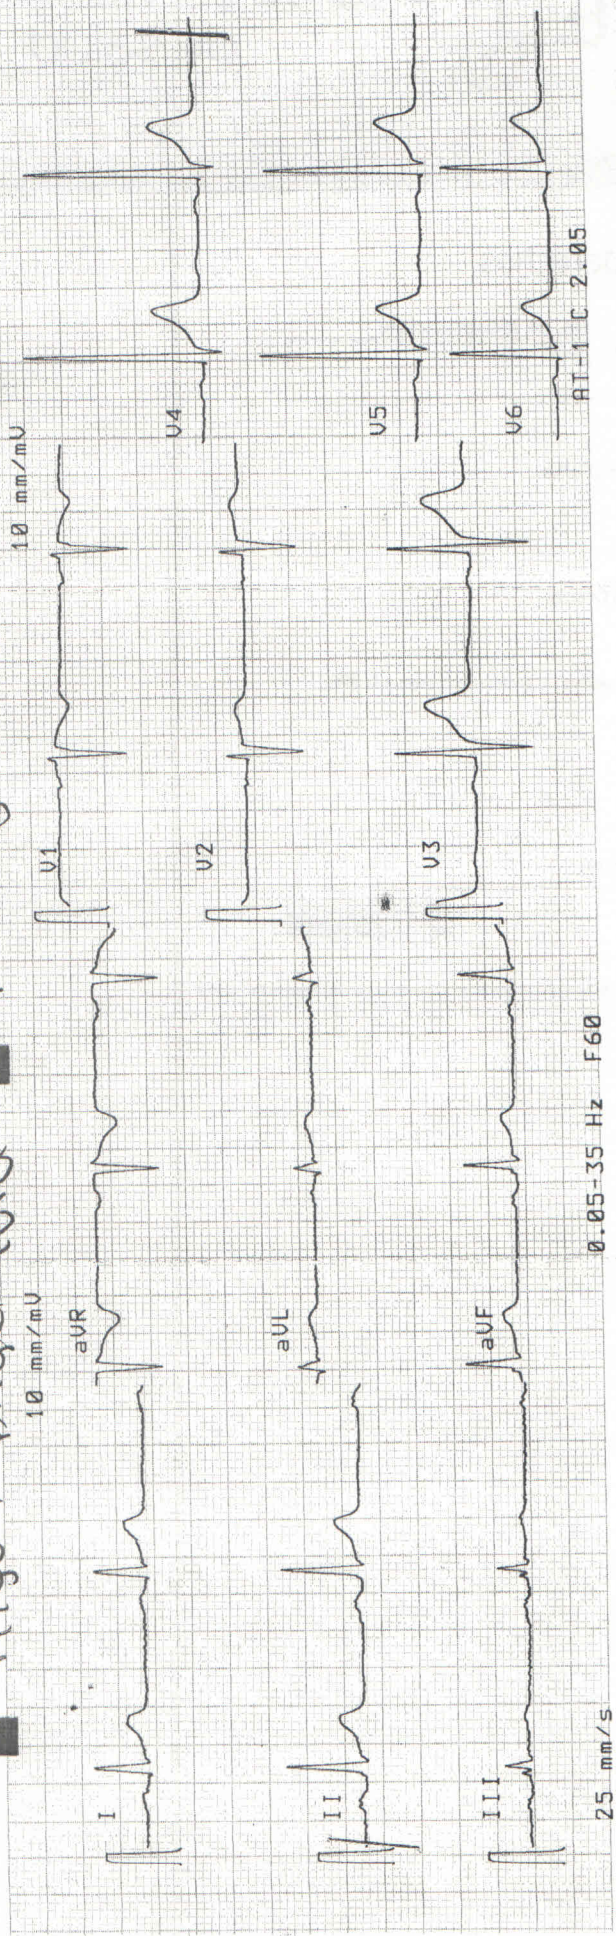 10 mm/mV
10 mm/mV
I
aVR
V1
V4
II
aVL
V2
V5
III
aVF
V3
V6
25 mm/s
0.05-35 Hz F60
AT-1 C 2.05